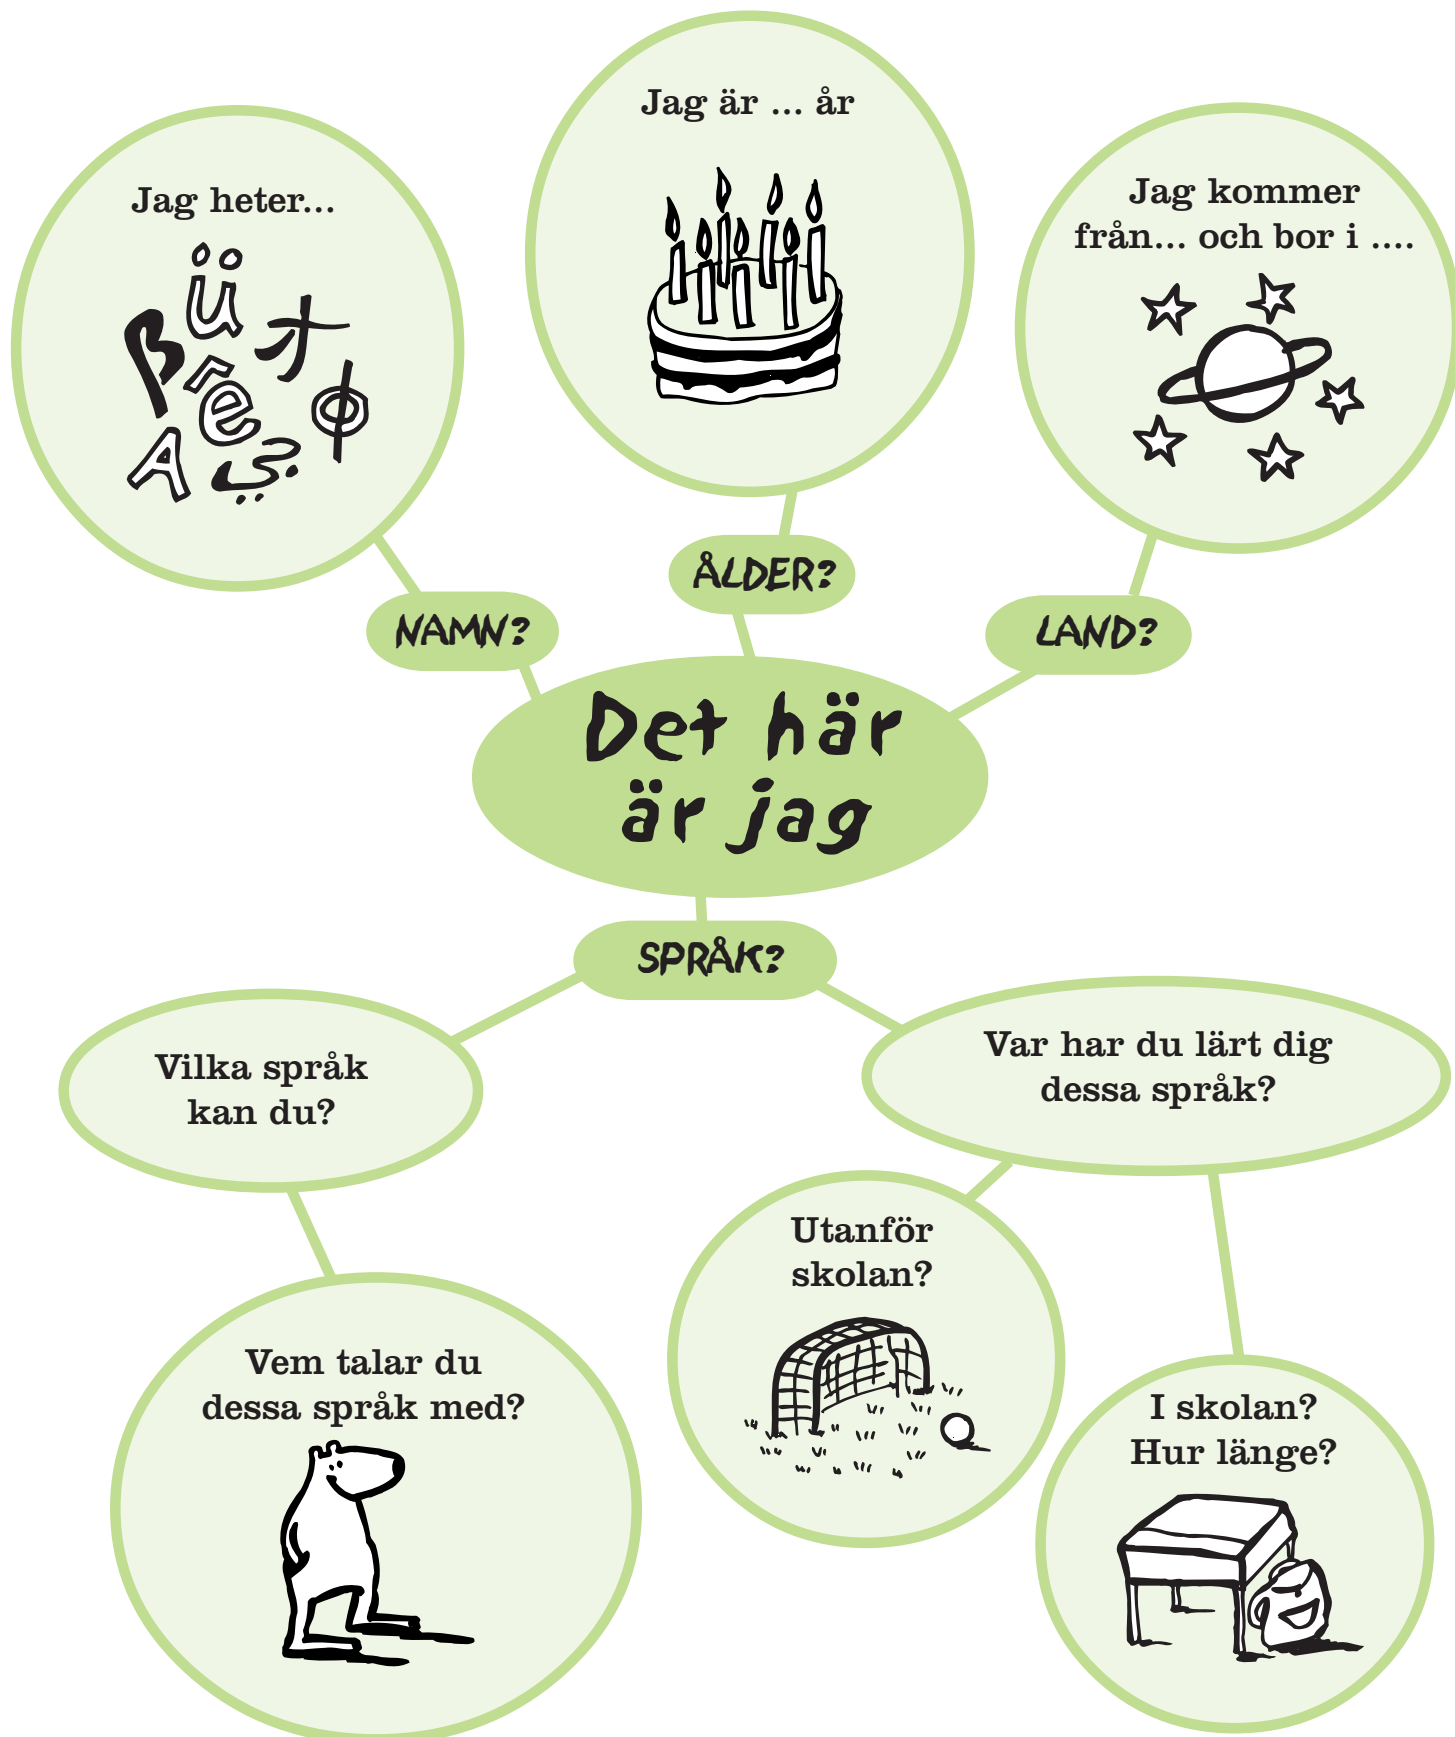 Jag är ... år
Jag heter...
Jag kommer
från... och bor i ....
ü
β
ê
A
ي
ϕ
ÅLDER?
NAMN?
LAND?
Det här
är jag
SPRÅK?
Vilka språk
kan du?
Var har du lärt dig
dessa språk?
Utanför
skolan?
Vem talar du
dessa språk med?
I skolan?
Hur länge?